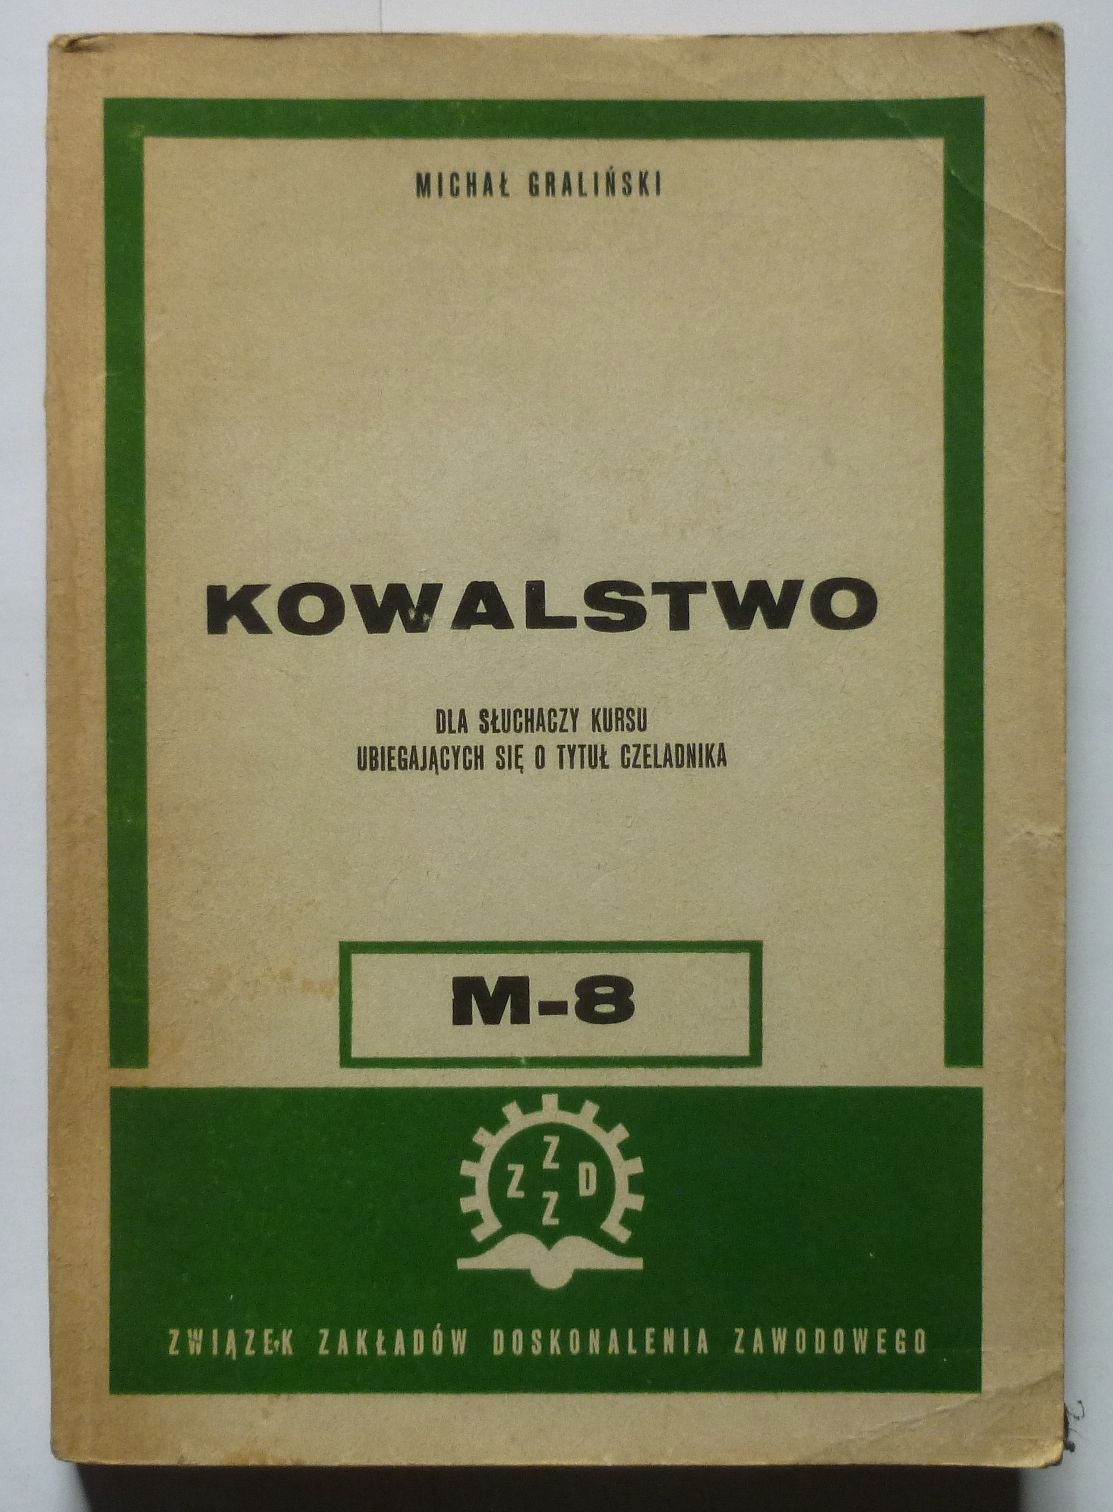 MICHAŁ GRALIŃSKI
KOWALSTWO
DLA SŁUCHACZY KURSU
UBIEGAJĄCYCH SIĘ O TYTUŁ CZELADNIKA
M-8
Z
Z D
Z
ZWIĄZEK ZAKŁADÓW DOSKONALENIA ZAWODOWEGO